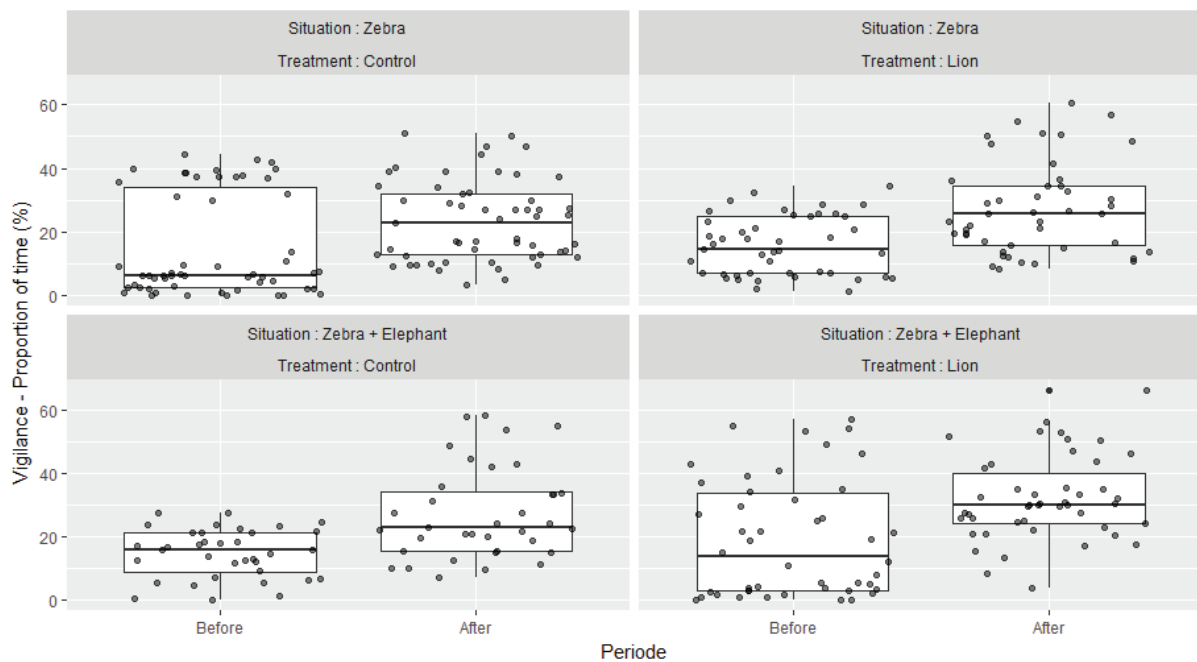 Situation : Zebra
Treatment : Control
Situation : Zebra
Treatment : Lion
60
40
20
0
Situation : Zebra + Elephant
Treatment : Control
Situation : Zebra + Elephant
Treatment : Lion
60
40
20
0
Vigilance - Proportion of time (%)
Before
After
Before
After
Periode